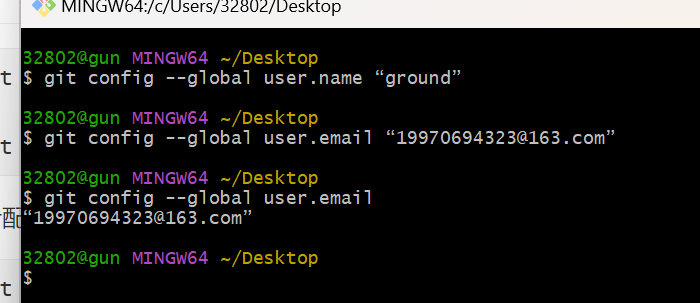 MINGW64:/c/Users/32802/Desktop
32802@gun MINGW64 ~/Desktop
$ git config --global user.name “ground”
t
32802@gun MINGW64 ~/Desktop
$ git config --global user.email “19970694323@163.com”
t
32802@gun MINGW64 ~/Desktop
$ git config --global user.email
“19970694323@163.com”
配
32802@gun MINGW64 ~/Desktop
$
t